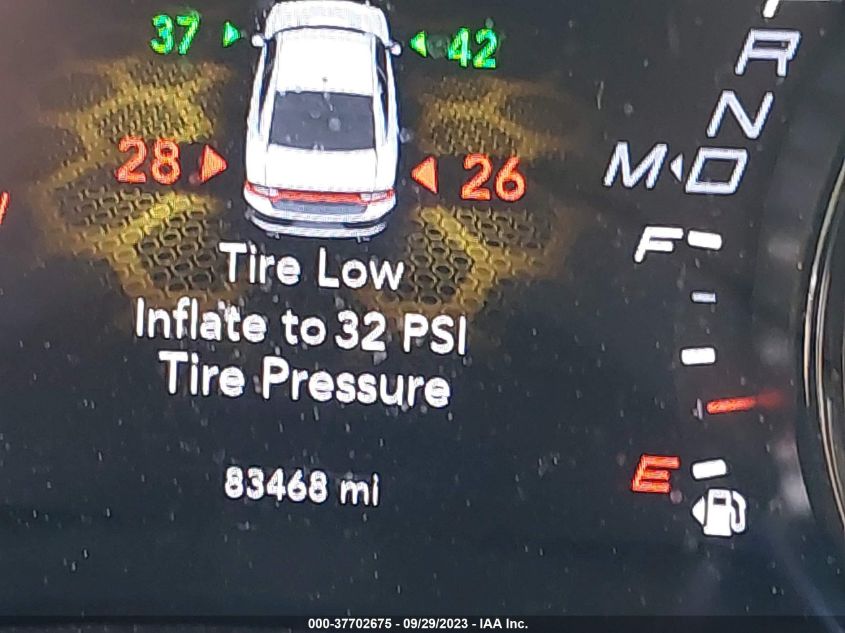 37 42
R
N
28 26 M D
F
Tire Low
Inflate to 32 PSI
Tire Pressure
E
83468 mi
000-37702675 - 09/29/2023 - IAA Inc.